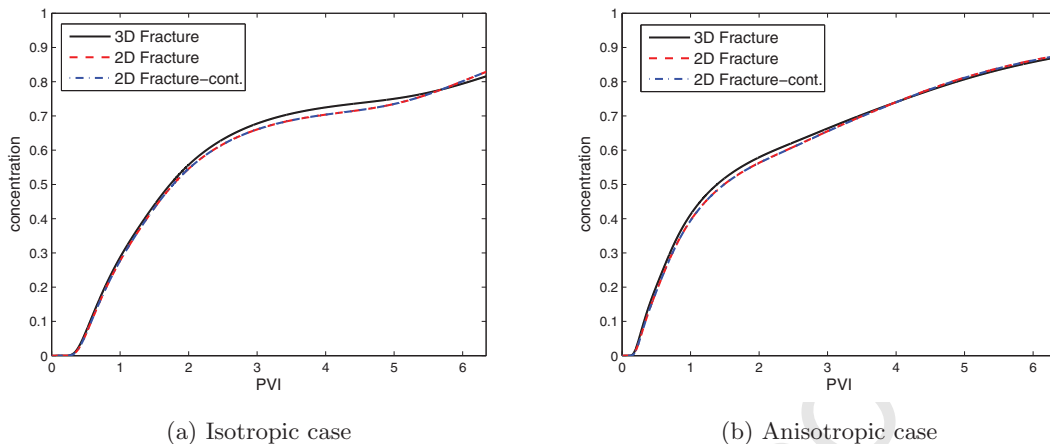 1
0.9
0.8
0.7
0.6
0.5
0.4
0.3
0.2
0.1
0
concentration
3D Fracture
2D Fracture
2D Fracture-cont.
0 1 2 3 4 5 6
PVI
(a) Isotropic case
1
0.9
0.8
0.7
0.6
0.5
0.4
0.3
0.2
0.1
0
concentration
3D Fracture
2D Fracture
2D Fracture-cont.
0 1 2 3 4 5 6
PVI
(b) Anisotropic case